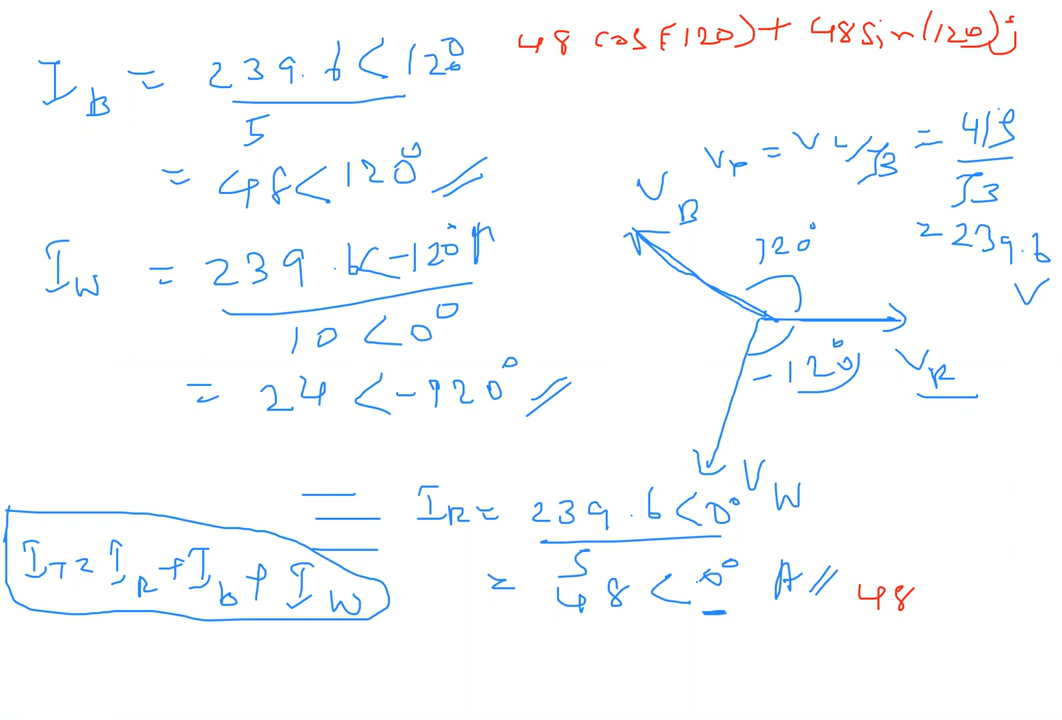 48 cos(-120) + 48 Sin(120)j
I_B = 239.6 < 120°
5
= 48 < 120° //
V_P = V_L/√3 = 415
√3
= 239.6
V
V_B
120°
I_W = 239.6 < -120°
10 < 0°
= 24 < -120° //
-120°
V_R
V_W
I_R = 239.6 < 0°
5
= 48 < 0° A //
48
I_T = I_R + I_B + I_W